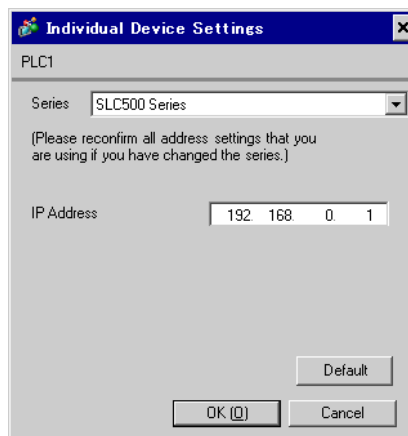 Individual Device Settings
PLC1
Series SLC500 Series
(Please reconfirm all address settings that you
are using if you have changed the series.)
IP Address 192. 168. 0. 1
Default
OK (O) Cancel